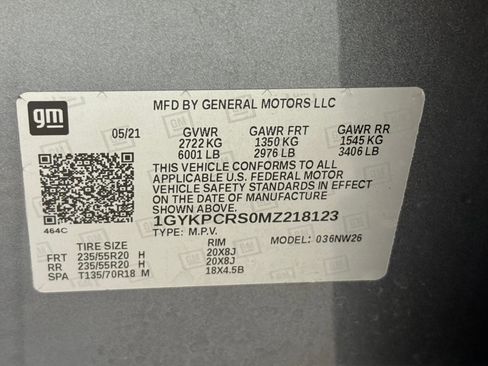 gm
MFD BY GENERAL MOTORS LLC
05/21 GVWR GAWR FRT GAWR RR
2722 KG 1350 KG 1545 KG
6001 LB 2976 LB 3406 LB
THIS VEHICLE CONFORMS TO ALL
APPLICABLE U.S. FEDERAL MOTOR
VEHICLE SAFETY STANDARDS IN EFFECT
ON THE DATE OF MANUFACTURE
SHOWN ABOVE.
464C 1GYKPCRS0MZ218123
TYPE: M.P.V. MODEL: 036NW26
TIRE SIZE RIM
FRT 235/55R20 H 20X8J
RR 235/55R20 H 20X8J
SPA T135/70R18 M 18X4.5B